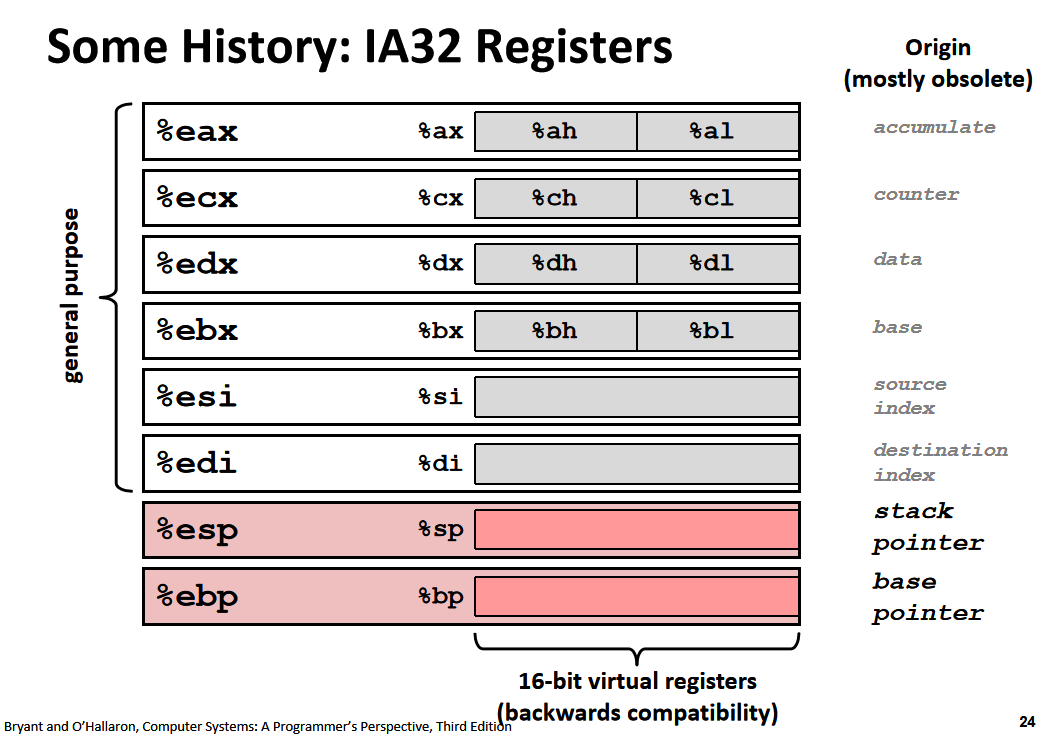 Some History: IA32 Registers
Origin
(mostly obsolete)
general purpose
%eax %ax %ah %al accumulate
%ecx %cx %ch %cl counter
%edx %dx %dh %dl data
%ebx %bx %bh %bl base
%esi %si source
index
%edi %di destination
index
%esp %sp stack
pointer
%ebp %bp base
pointer
16-bit virtual registers
(backwards compatibility)
Bryant and O’Hallaron, Computer Systems: A Programmer’s Perspective, Third Edition
24